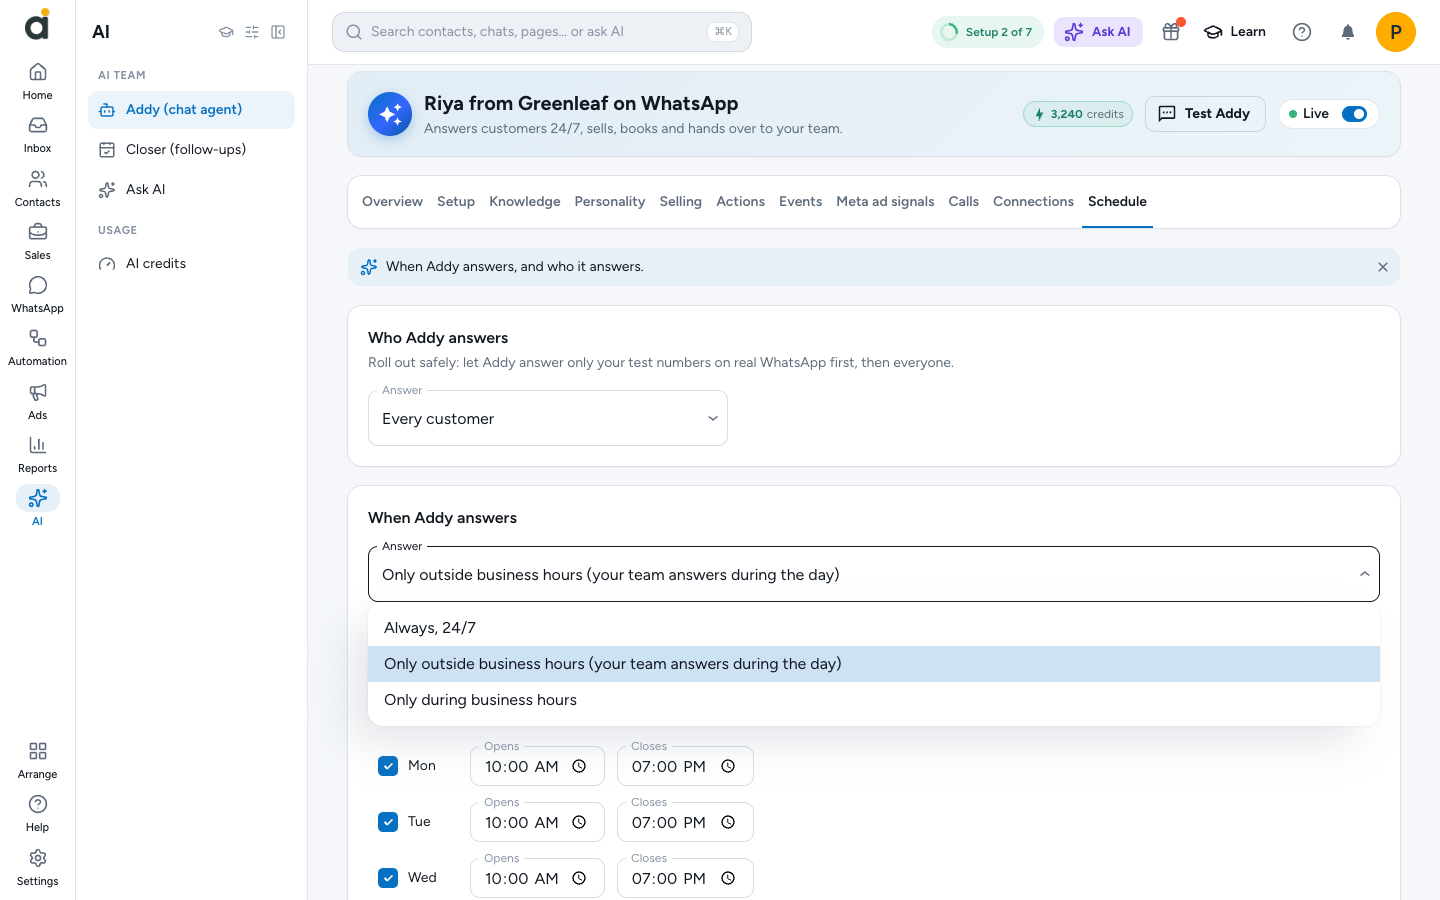 AI
Search contacts, chats, pages... or ask AI
⌘K
Setup 2 of 7
Ask AI
Learn
P
Home
Inbox
Contacts
Sales
WhatsApp
Automation
Ads
Reports
AI
Arrange
Help
Settings
AI TEAM
Addy (chat agent)
Closer (follow-ups)
Ask AI
USAGE
AI credits
Riya from Greenleaf on WhatsApp
Answers customers 24/7, sells, books and hands over to your team.
3,240 credits
Test Addy
Live
Overview Setup Knowledge Personality Selling Actions Events Meta ad signals Calls Connections Schedule
When Addy answers, and who it answers.
Who Addy answers
Roll out safely: let Addy answer only your test numbers on real WhatsApp first, then everyone.
Answer
Every customer
When Addy answers
Answer
Only outside business hours (your team answers during the day)
Always, 24/7
Only outside business hours (your team answers during the day)
Only during business hours
Opens Closes
Mon 10:00 AM 07:00 PM
Opens Closes
Tue 10:00 AM 07:00 PM
Opens Closes
Wed 10:00 AM 07:00 PM